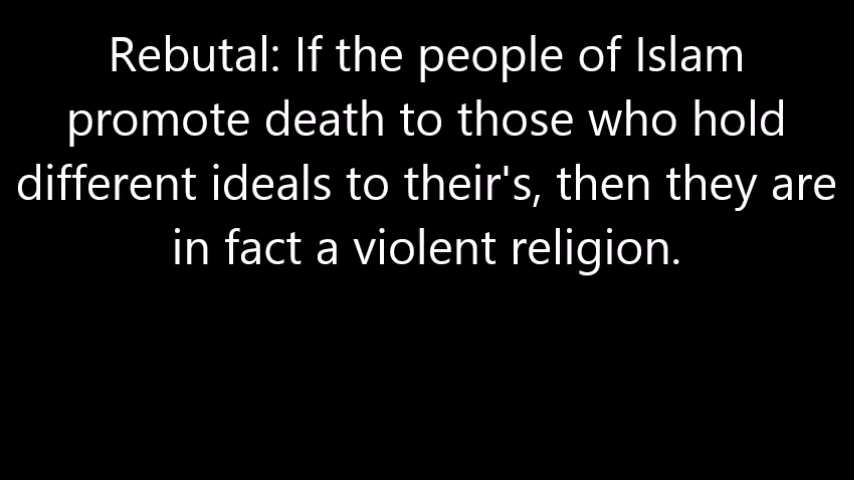 Rebutal: If the people of Islam
promote death to those who hold
different ideals to their's, then they are
in fact a violent religion.